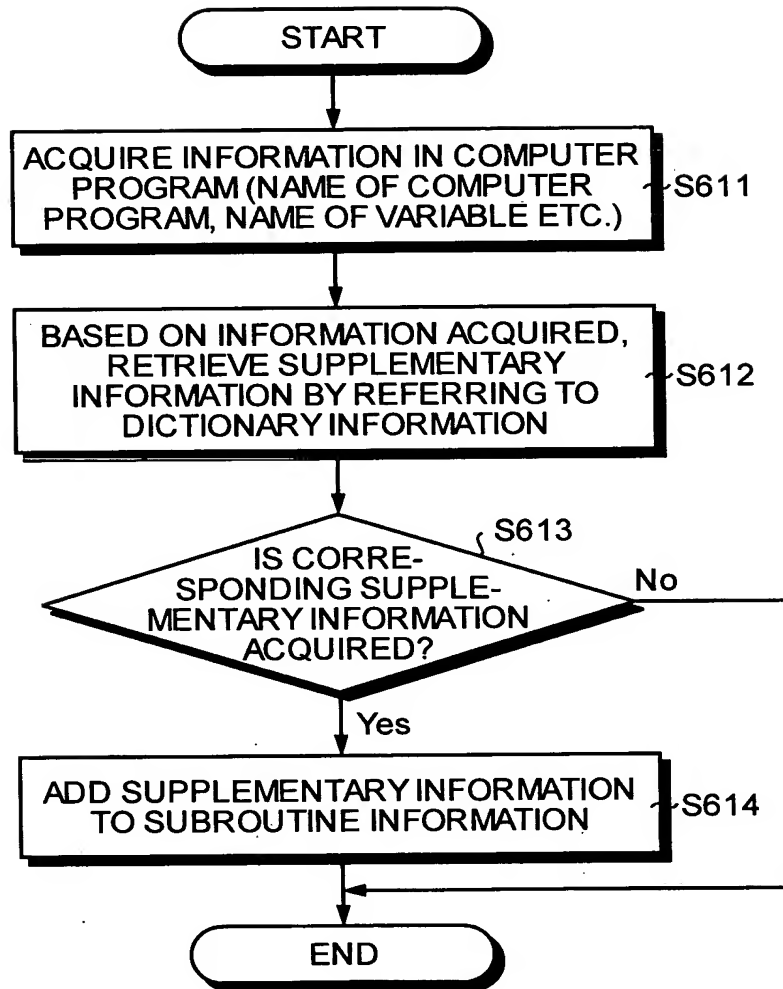 START
ACQUIRE INFORMATION IN COMPUTER
PROGRAM (NAME OF COMPUTER
PROGRAM, NAME OF VARIABLE ETC.)
S611
BASED ON INFORMATION ACQUIRED,
RETRIEVE SUPPLEMENTARY
INFORMATION BY REFERRING TO
DICTIONARY INFORMATION
S612
S613
IS CORRE-
SPONDING SUPPLE-
MENTARY INFORMATION
ACQUIRED?
No
Yes
ADD SUPPLEMENTARY INFORMATION
TO SUBROUTINE INFORMATION
S614
END